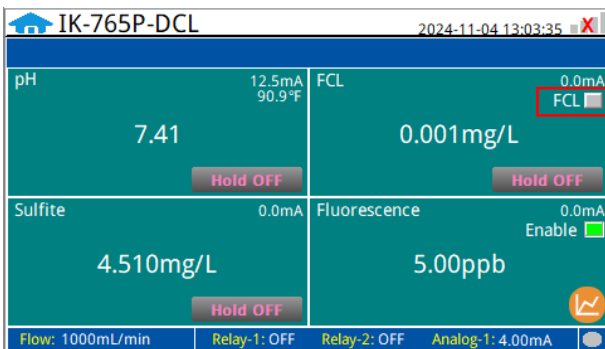 IK-765P-DCL
2024-11-04 13:03:35
X
pH
12.5mA
90.9°F
7.41
Hold OFF
FCL
0.0mA
FCL
0.001mg/L
Hold OFF
Sulfite
0.0mA
4.510mg/L
Hold OFF
Fluorescence
0.0mA
Enable
5.00ppb
Flow: 1000mL/min
Relay-1: OFF
Relay-2: OFF
Analog-1: 4.00mA